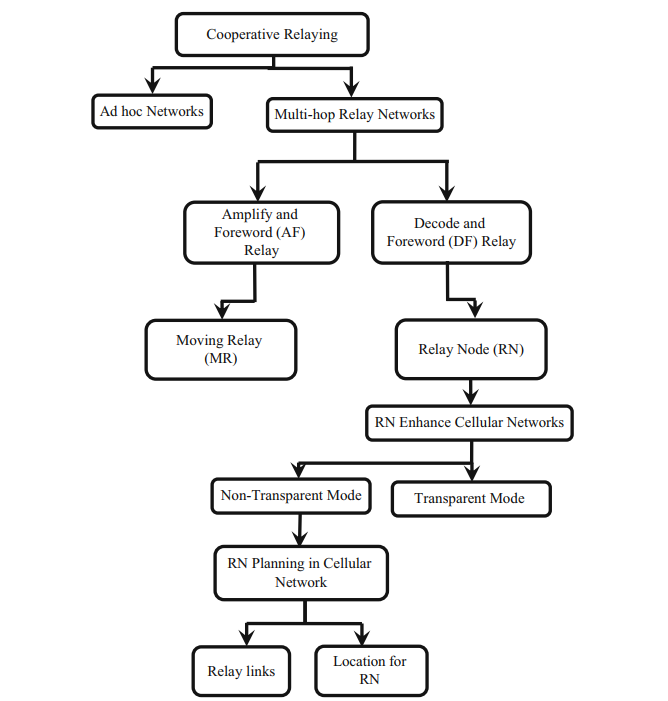 Cooperative Relaying
Ad hoc Networks
Multi-hop Relay Networks
Amplify and
Foreword (AF)
Relay
Decode and
Foreword (DF) Relay
Moving Relay
(MR)
Relay Node (RN)
RN Enhance Cellular Networks
Non-Transparent Mode
Transparent Mode
RN Planning in Cellular
Network
Relay links
Location for
RN